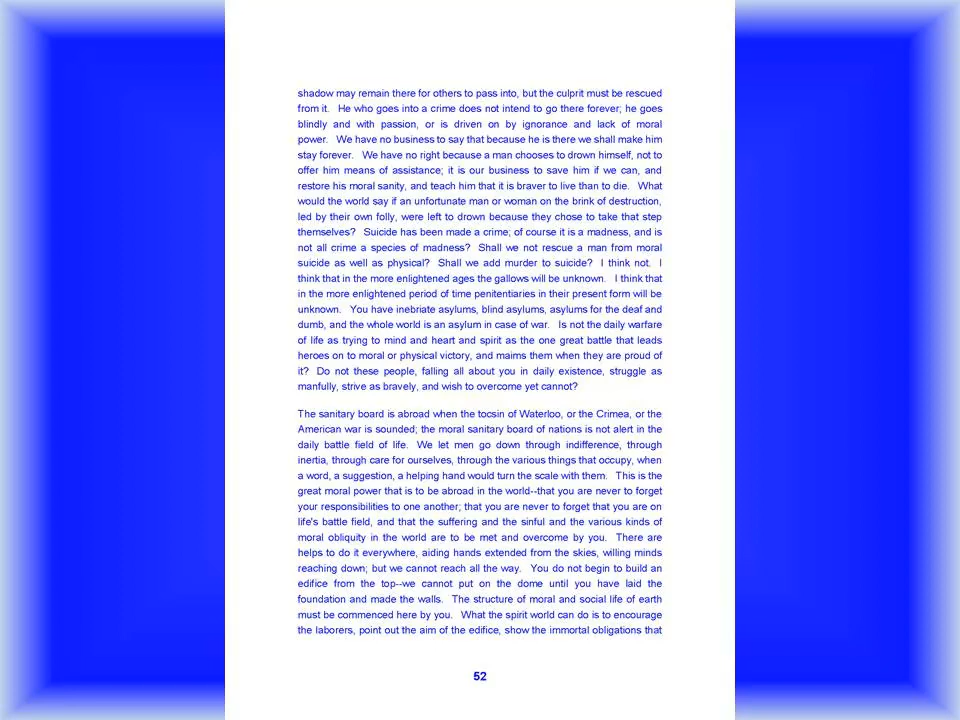 shadow may remain there for others to pass into, but the culprit must be rescued
from it.  He who goes into a crime does not intend to go there forever; he goes
blindly and with passion, or is driven on by ignorance and lack of moral
power.  We have no business to say that because he is there we shall make him
stay forever.  We have no right because a man chooses to drown himself, not to
offer him means of assistance; it is our business to save him if we can, and
restore his moral sanity, and teach him that it is braver to live than to die.  What
would the world say if an unfortunate man or woman on the brink of destruction,
led by their own folly, were left to drown because they chose to take that step
themselves?  Suicide has been made a crime; of course it is a madness, and is
not all crime a species of madness?  Shall we not rescue a man from moral
suicide as well as physical?  Shall we add murder to suicide?  I think not.  I
think that in the more enlightened ages the gallows will be unknown.  I think that
in the more enlightened period of time penitentiaries in their present form will be
unknown.  You have inebriate asylums, blind asylums, asylums for the deaf and
dumb, and the whole world is an asylum in case of war.  Is not the daily warfare
of life as trying to mind and heart and spirit as the one great battle that leads
heroes on to moral or physical victory, and maims them when they are proud of
it?  Do not these people, falling all about you in daily existence, struggle as
manfully, strive as bravely, and wish to overcome yet cannot?
The sanitary board is abroad when the tocsin of Waterloo, or the Crimea, or the
American war is sounded; the moral sanitary board of nations is not alert in the
daily battle field of life.  We let men go down through indifference, through
inertia, through care for ourselves, through the various things that occupy, when
a word, a suggestion, a helping hand would turn the scale with them.  This is the
great moral power that is to be abroad in the world--that you are never to forget
your responsibilities to one another; that you are never to forget that you are on
life's battle field, and that the suffering and the sinful and the various kinds of
moral obliquity in the world are to be met and overcome by you.  There are
helps to do it everywhere, aiding hands extended from the skies, willing minds
reaching down; but we cannot reach all the way.  You do not begin to build an
edifice from the top--we cannot put on the dome until you have laid the
foundation and made the walls.  The structure of moral and social life of earth
must be commenced here by you.  What the spirit world can do is to encourage
the laborers, point out the aim of the edifice, show the immortal obligations that
52